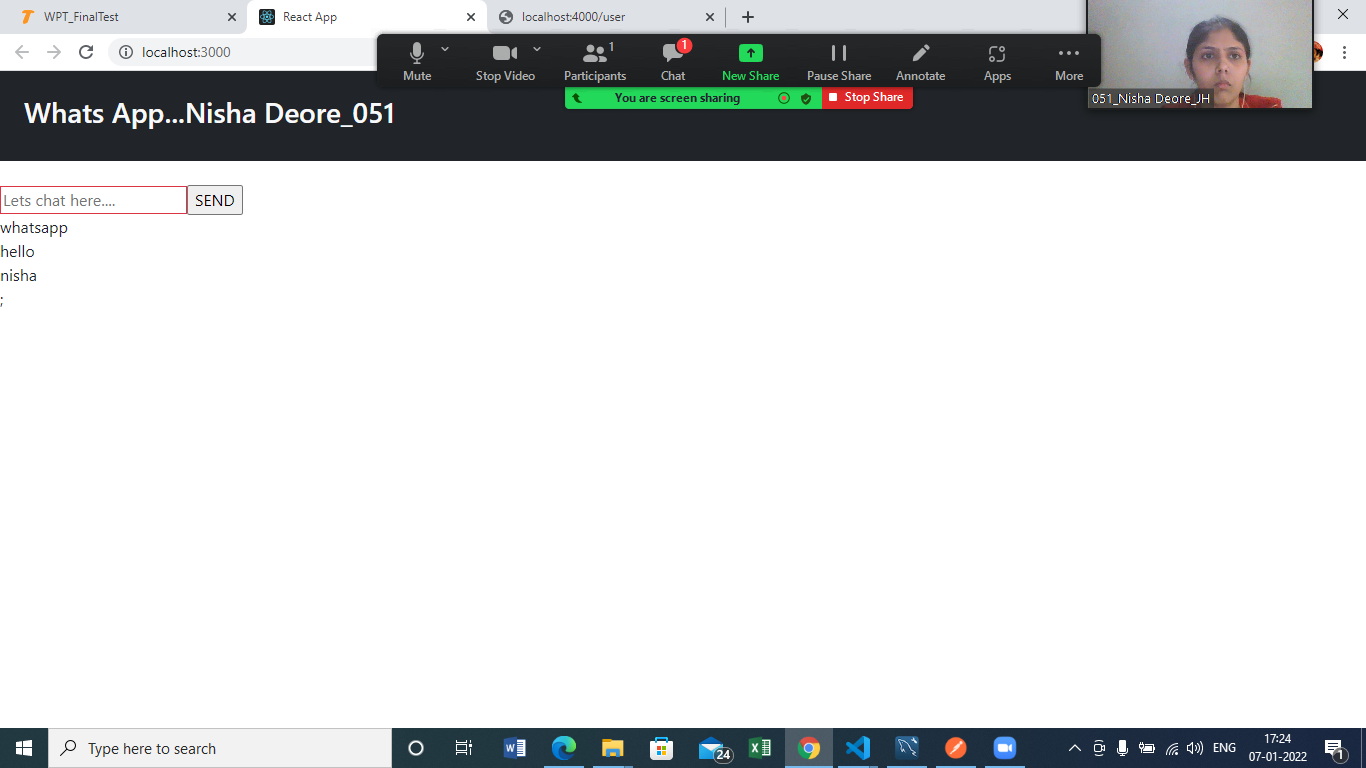 WPT_FinalTest
React App
localhost:4000/user
localhost:3000
Mute
Stop Video
Participants
1
Chat
1
New Share
Pause Share
Annotate
Apps
More
You are screen sharing
Stop Share
051_Nisha Deore_JH
Whats App...Nisha Deore_051
Lets chat here....
SEND
whatsapp
hello
nisha
;
Type here to search
24
ENG
17:24
07-01-2022
1